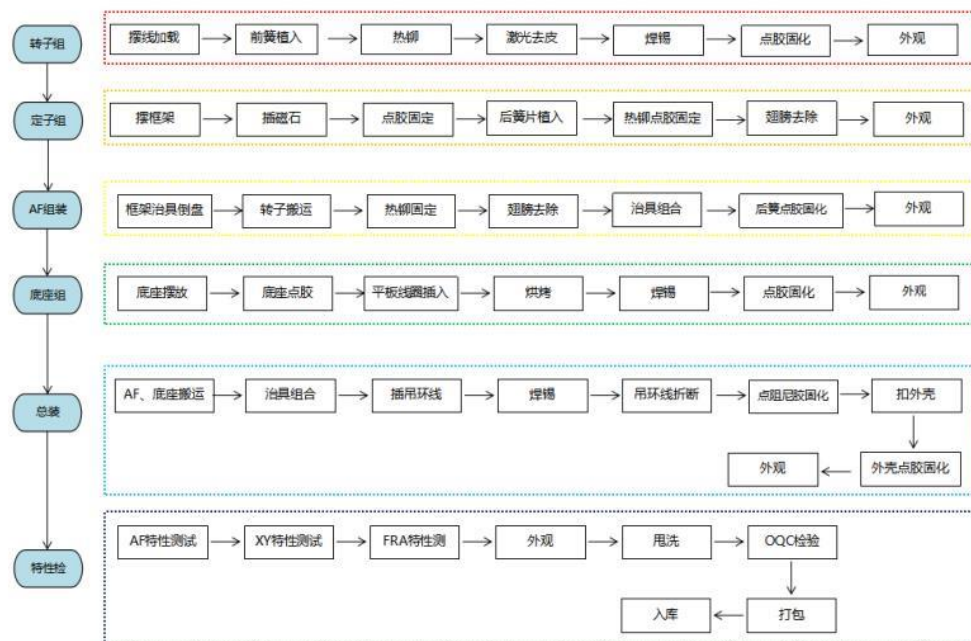 转子组
摆线加载
前簧植入
热铆
激光去皮
焊锡
点胶固化
外观
定子组
摆框架
插磁石
点胶固定
后簧片植入
热铆点胶固定
翅膀去除
外观
AF组装
框架治具倒盘
转子搬运
热铆固定
翅膀去除
治具组合
后簧点胶固化
外观
底座组
底座摆放
底座点胶
平板线圈插入
烘烤
焊锡
点胶固化
外观
总装
AF、底座搬运
治具组合
插吊环线
焊锡
吊环线折断
点阻尼胶固化
扣外壳
外壳点胶固化
外观
特性检
AF特性测试
XY特性测试
FRA特性测
外观
甩洗
OQC检验
打包
入库